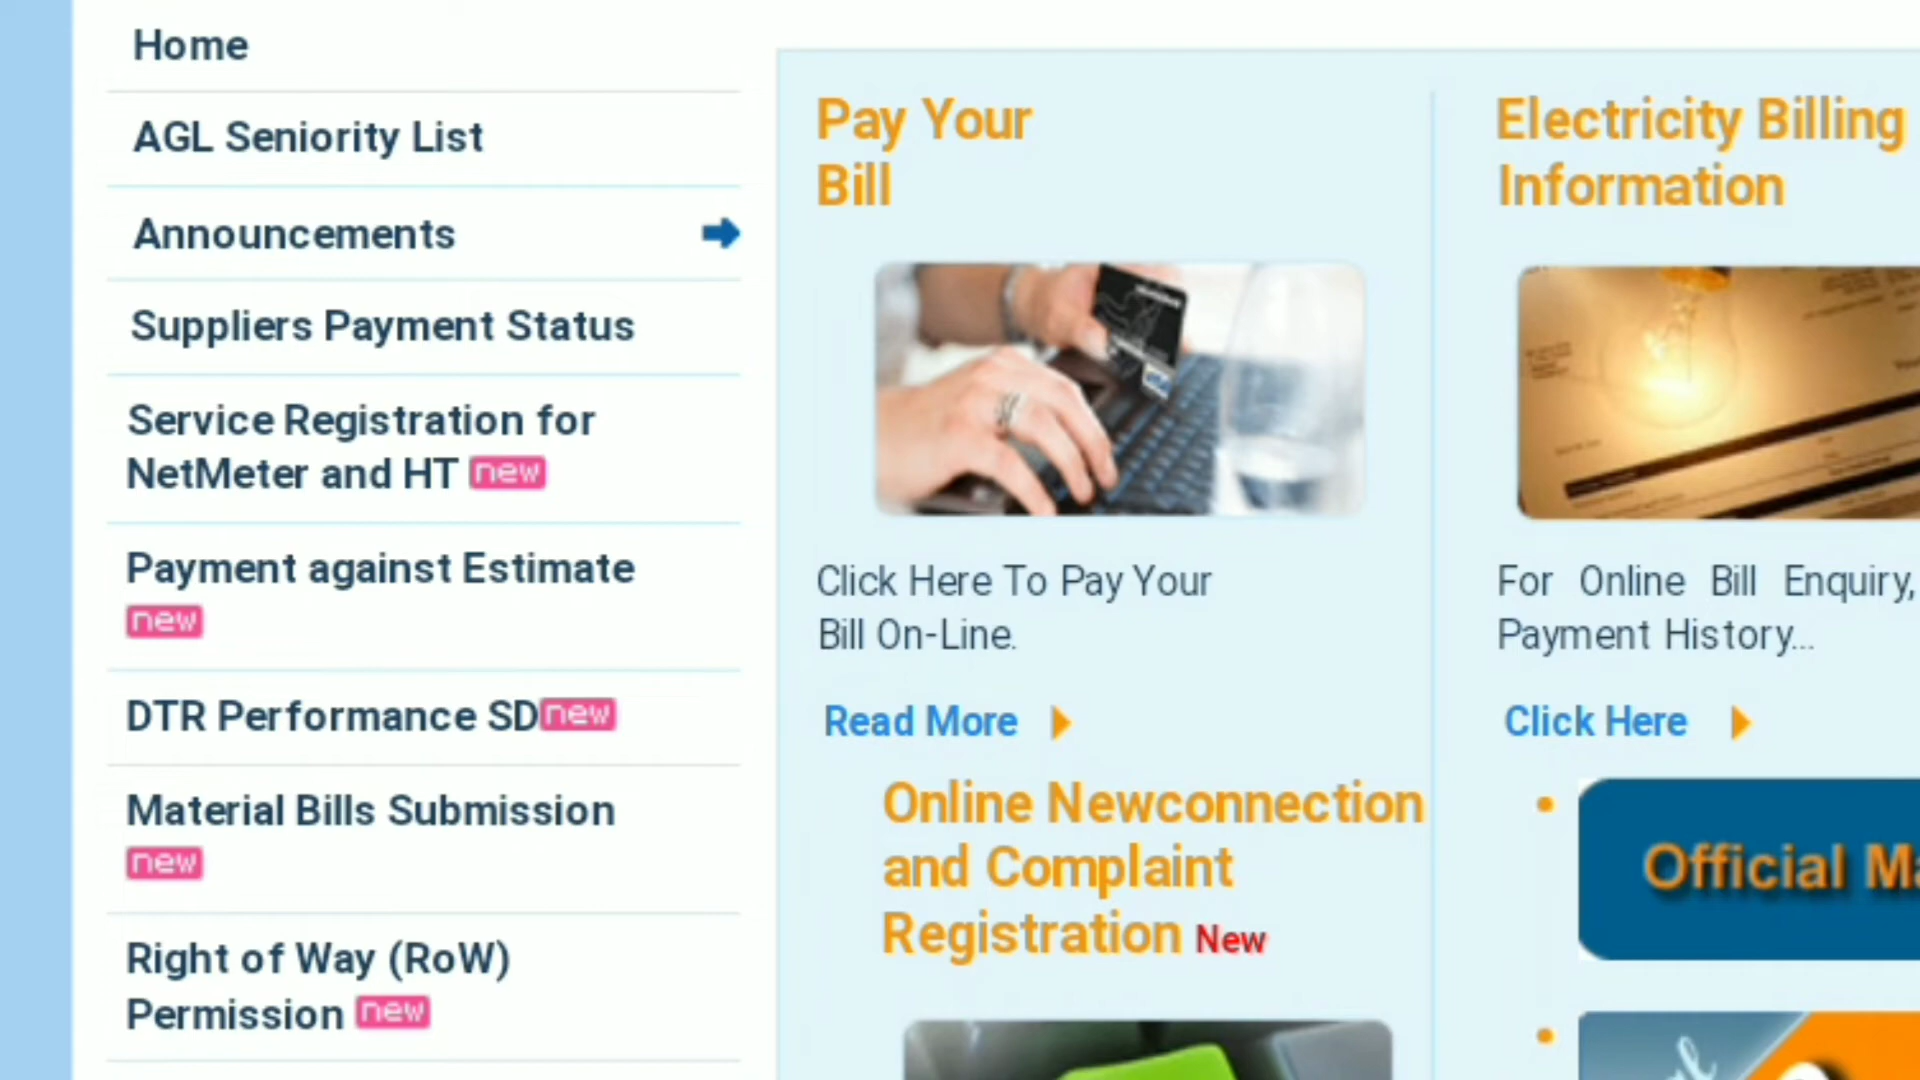 Home
AGL Seniority List
Announcements
Suppliers Payment Status
Service Registration for
NetMeter and HT new
Payment against Estimate
new
DTR Performance SD new
Material Bills Submission
new
Right of Way (RoW)
Permission new
Pay Your
Bill
Click Here To Pay Your
Bill On-Line.
Read More
Online Newconnection
and Complaint
Registration New
Electricity Billing
Information
For Online Bill Enquiry,
Payment History...
Click Here
Official